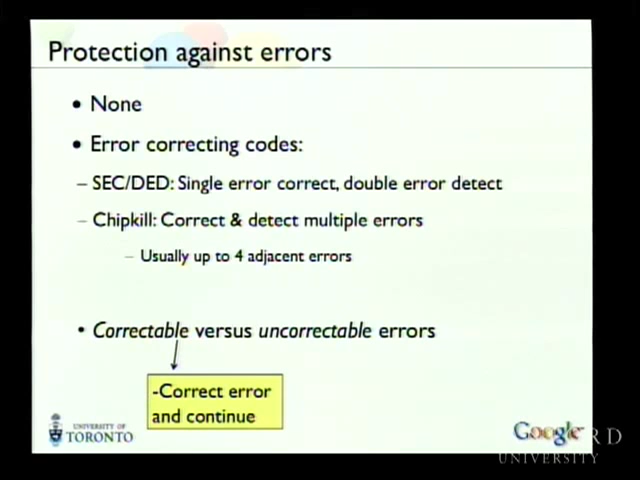 Protection against errors
• None
• Error correcting codes:
– SEC/DED: Single error correct, double error detect
– Chipkill: Correct & detect multiple errors
– Usually up to 4 adjacent errors
• Correctable versus uncorrectable errors
-Correct error
and continue
UNIVERSITY OF
TORONTO
Google
RD
UNIVERSITY